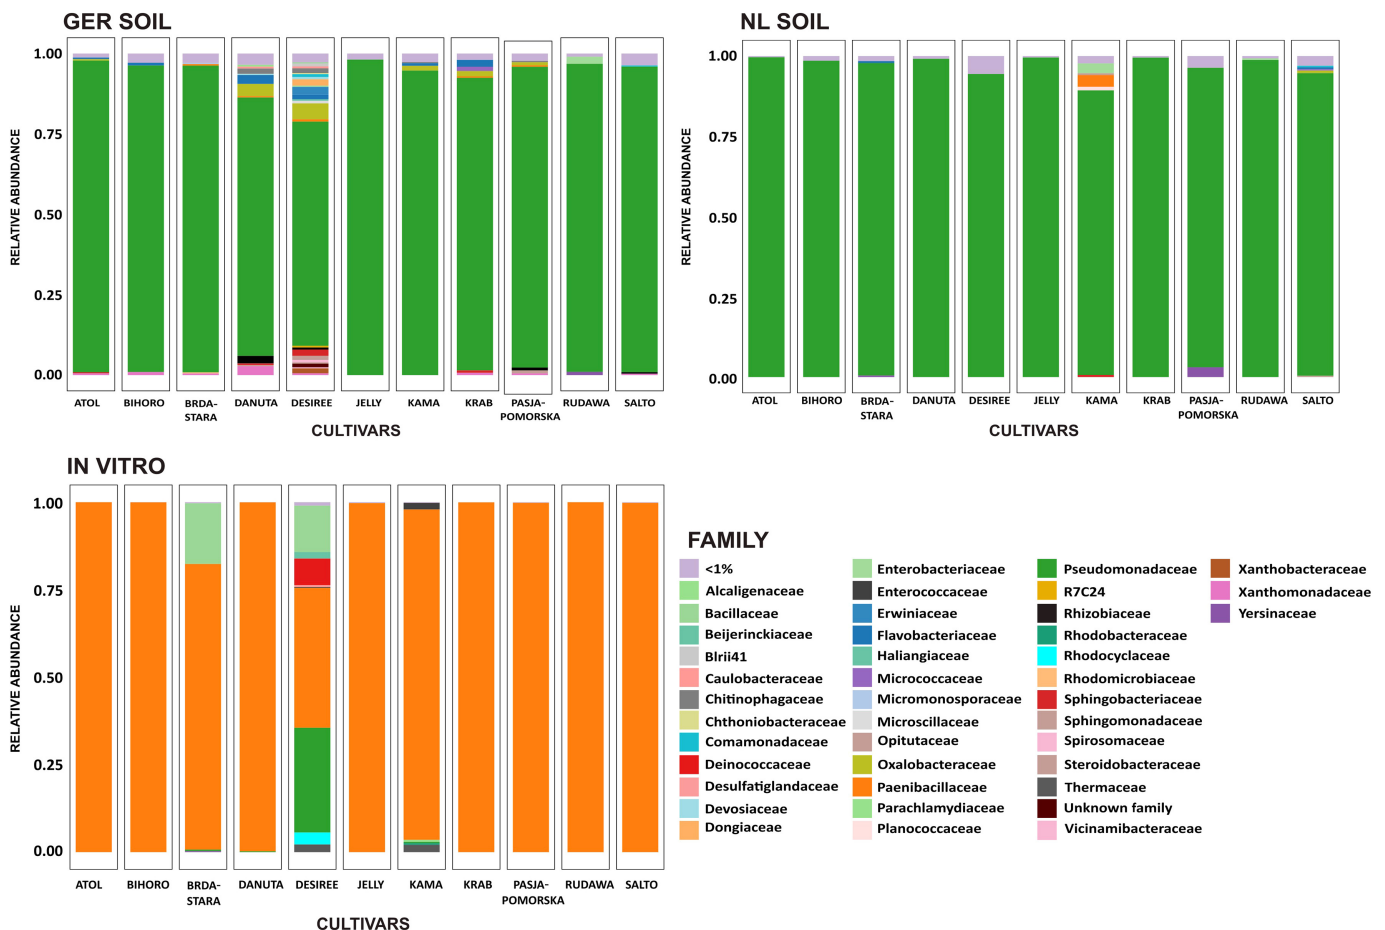 GER SOIL
1.00
0.75
0.50
0.25
0.00
RELATIVE ABUNDANCE
ATOL
BIHORO
BRDA-
STARA
DANUTA
DESIREE
JELLY
KAMA
KRAB
PASJA-
POMORSKA
RUDAWA
SALTO
CULTIVARS
NL SOIL
1.00
0.75
0.50
0.25
0.00
RELATIVE ABUNDANCE
ATOL
BIHORO
BRDA-
STARA
DANUTA
DESIREE
JELLY
KAMA
KRAB
PASJA-
POMORSKA
RUDAWA
SALTO
CULTIVARS
IN VITRO
1.00
0.75
0.50
0.25
0.00
RELATIVE ABUNDANCE
ATOL
BIHORO
BRDA-
STARA
DANUTA
DESIREE
JELLY
KAMA
KRAB
PASJA-
POMORSKA
RUDAWA
SALTO
CULTIVARS
FAMILY
<1%
Alcaligenaceae
Bacillaceae
Beijerinckiaceae
Blrii41
Caulobacteraceae
Chitinophagaceae
Chthoniobacteraceae
Comamonadaceae
Deinococcaceae
Desulfatiglandaceae
Devosiaceae
Dongiaceae
Enterobacteriaceae
Enterococcaceae
Erwiniaceae
Flavobacteriaceae
Haliangiaceae
Micrococcaceae
Micromonosporaceae
Microscillaceae
Opitutaceae
Oxalobacteraceae
Paenibacillaceae
Parachlamydiaceae
Planococcaceae
Pseudomonadaceae
R7C24
Rhizobiaceae
Rhodobacteraceae
Rhodocyclaceae
Rhodomicrobiaceae
Sphingobacteriaceae
Sphingomonadaceae
Spirosomaceae
Steroidobacteraceae
Thermaceae
Unknown family
Vicinamibacteraceae
Xanthobacteraceae
Xanthomonadaceae
Yersinaceae